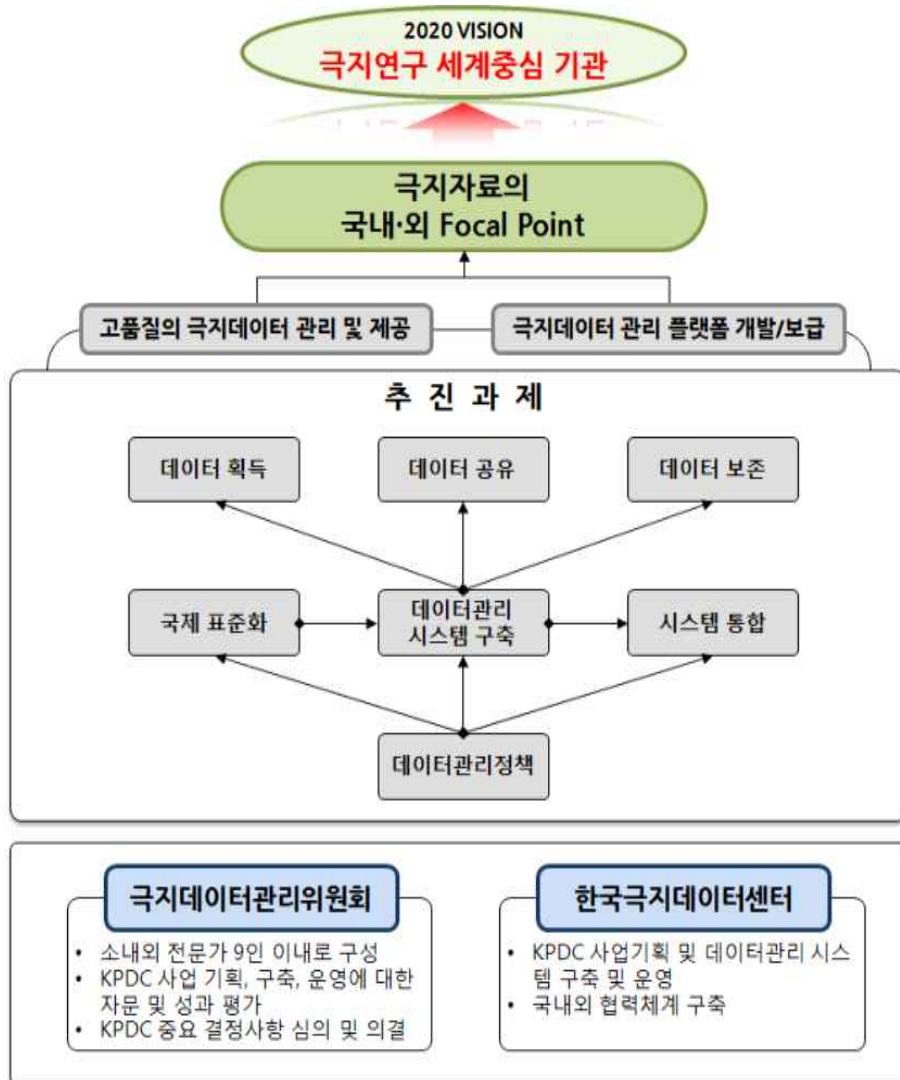 2020 VISION
극지연구 세계중심 기관
극지자료의
국내·외 Focal Point
고품질의 극지데이터 관리 및 제공
극지데이터 관리 플랫폼 개발/보급
추 진 과 제
데이터 획득
데이터 공유
데이터 보존
국제 표준화
데이터관리
시스템 구축
시스템 통합
데이터관리정책
극지데이터관리위원회
• 소내외 전문가 9인 이내로 구성
• KPDC 사업 기획, 구축, 운영에 대한
자문 및 성과 평가
• KPDC 중요 결정사항 심의 및 의결
한국극지데이터센터
• KPDC 사업기획 및 데이터관리 시스
템 구축 및 운영
• 국내외 협력체계 구축